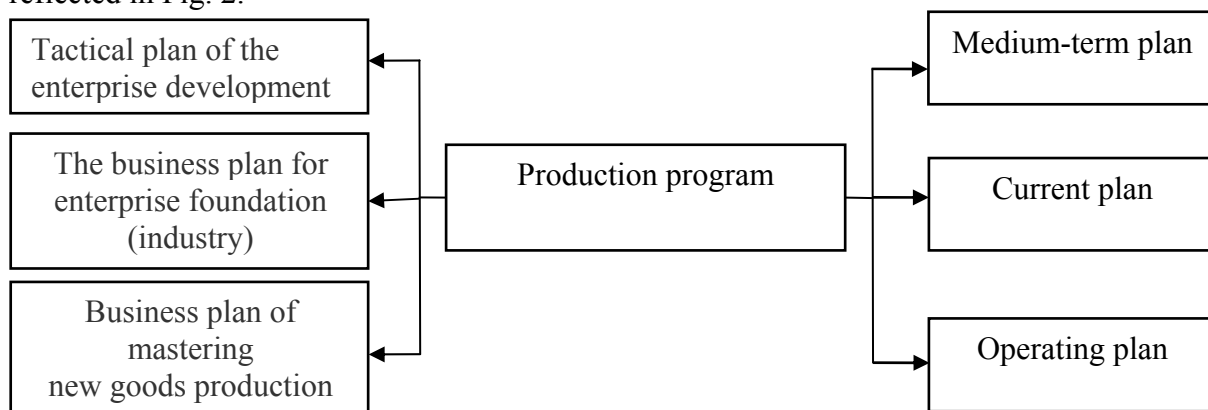 reflected in Fig. 2.
Tactical plan of the
enterprise development
The business plan for
enterprise foundation
(industry)
Business plan of
mastering
new goods production
Production program
Medium-term plan
Current plan
Operating plan